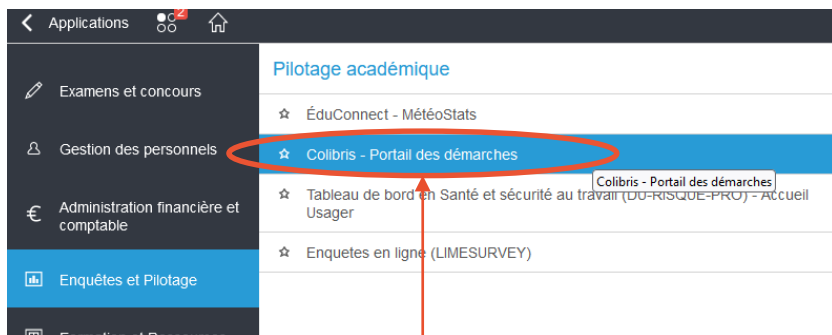 Applications
2
Examens et concours
Gestion des personnels
€ Administration financière et
comptable
Enquêtes et Pilotage
Pilotage académique
ÉduConnect - MétéoStats
Colibris - Portail des démarches
Colibris - Portail des démarches
Tableau de bord en Santé et sécurité au travail (DU-RISQUE-PRO) - Accueil
Usager
Enquetes en ligne (LIMESURVEY)